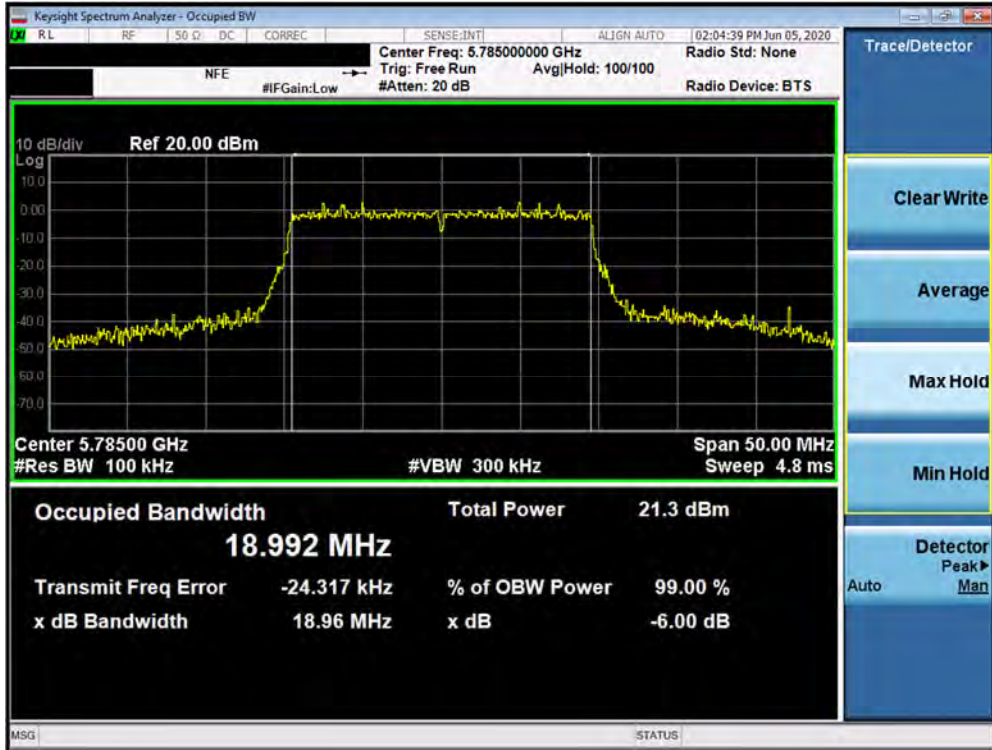 Keysight Spectrum Analyzer - Occupied BW
LXI RL RF 50 Ω DC CORREC SENSE:INT ALIGN AUTO 02:04:39 PM Jun 05, 2020
Center Freq: 5.785000000 GHz Radio Std: None
NFE Trig: Free Run Avg|Hold: 100/100
#IFGain:Low #Atten: 20 dB Radio Device: BTS
Trace/Detector
10 dB/div Ref 20.00 dBm
Log
10.0
0.00
-10.0
-20.0
-30.0
-40.0
-50.0
-60.0
-70.0
Center 5.78500 GHz Span 50.00 MHz
#Res BW 100 kHz #VBW 300 kHz Sweep 4.8 ms
Occupied Bandwidth Total Power 21.3 dBm
18.992 MHz
Transmit Freq Error -24.317 kHz % of OBW Power 99.00 %
x dB Bandwidth 18.96 MHz x dB -6.00 dB
Clear Write
Average
Max Hold
Min Hold
Detector
Peak▶
Auto Man
MSG STATUS